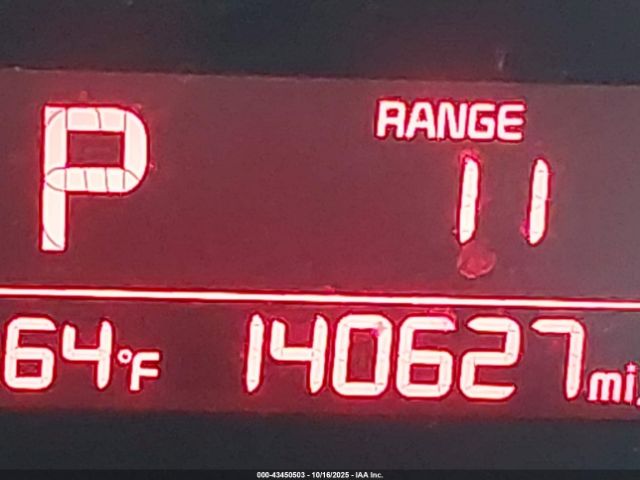 P RANGE
11
64°F 140627 mi
000-43450503 - 10/16/2025 - IAA Inc.